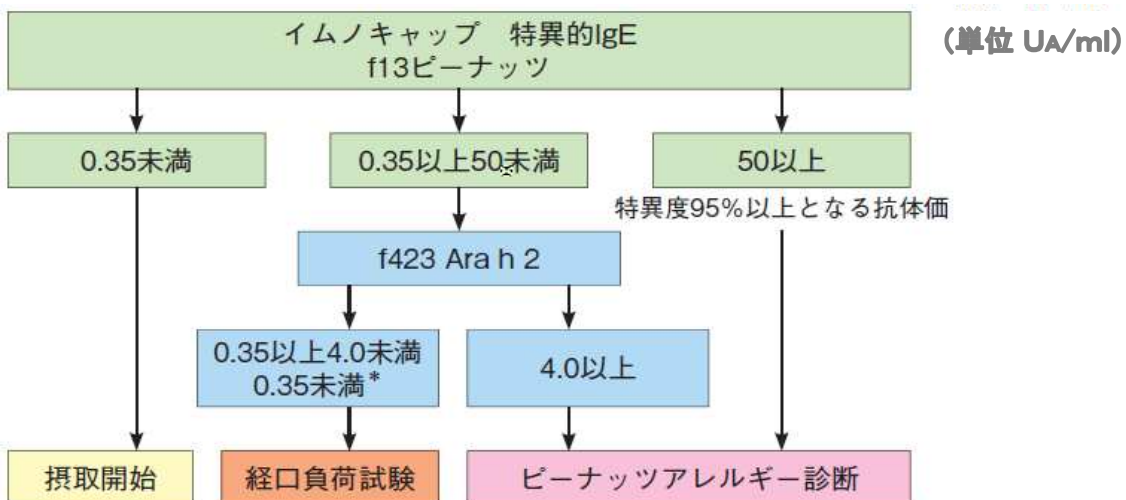 イムノキャップ　特異的IgE
f13ピーナッツ
(単位 UA/ml)
0.35未満
0.35以上50未満
50以上
特異度95%以上となる抗体価
f423 Ara h 2
0.35以上4.0未満
0.35未満*
4.0以上
摂取開始
経口負荷試験
ピーナッツアレルギー診断